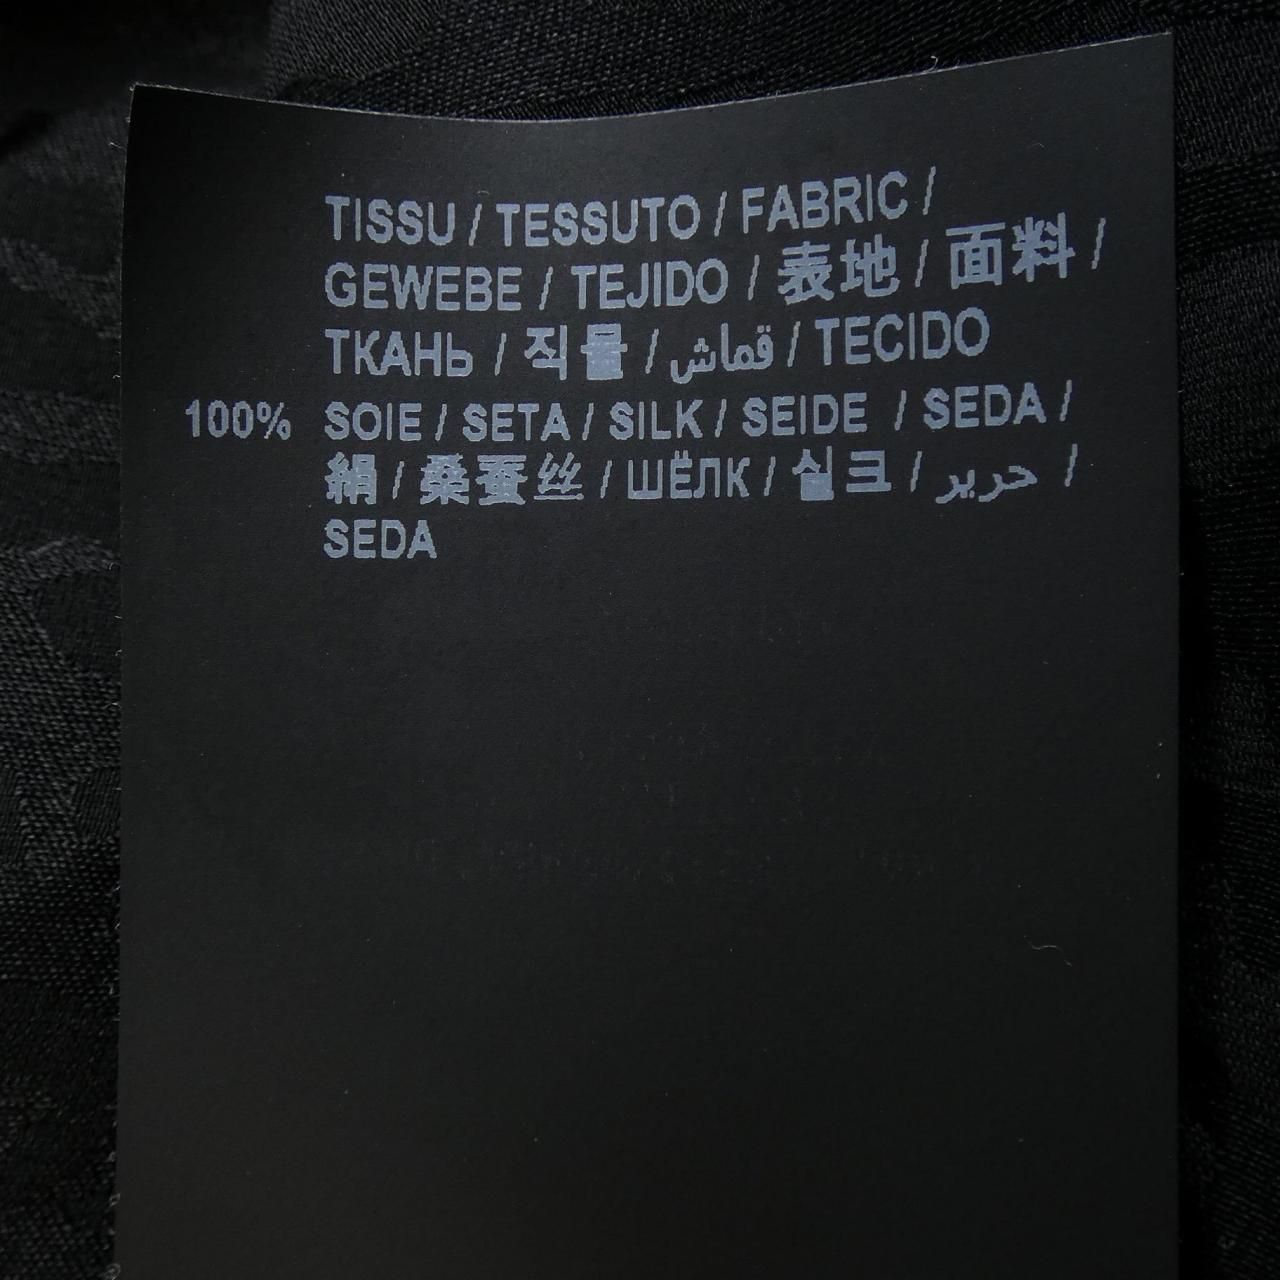 TISSU / TESSUTO / FABRIC /
GEWEBE / TEJIDO / 表地 / 面料 /
ТКАНЬ / 직물 / قماش / TECIDO
100% SOIE / SETA / SILK / SEIDE / SEDA /
絹 / 桑蚕丝 / ШЁЛК / 실크 / حرير /
SEDA